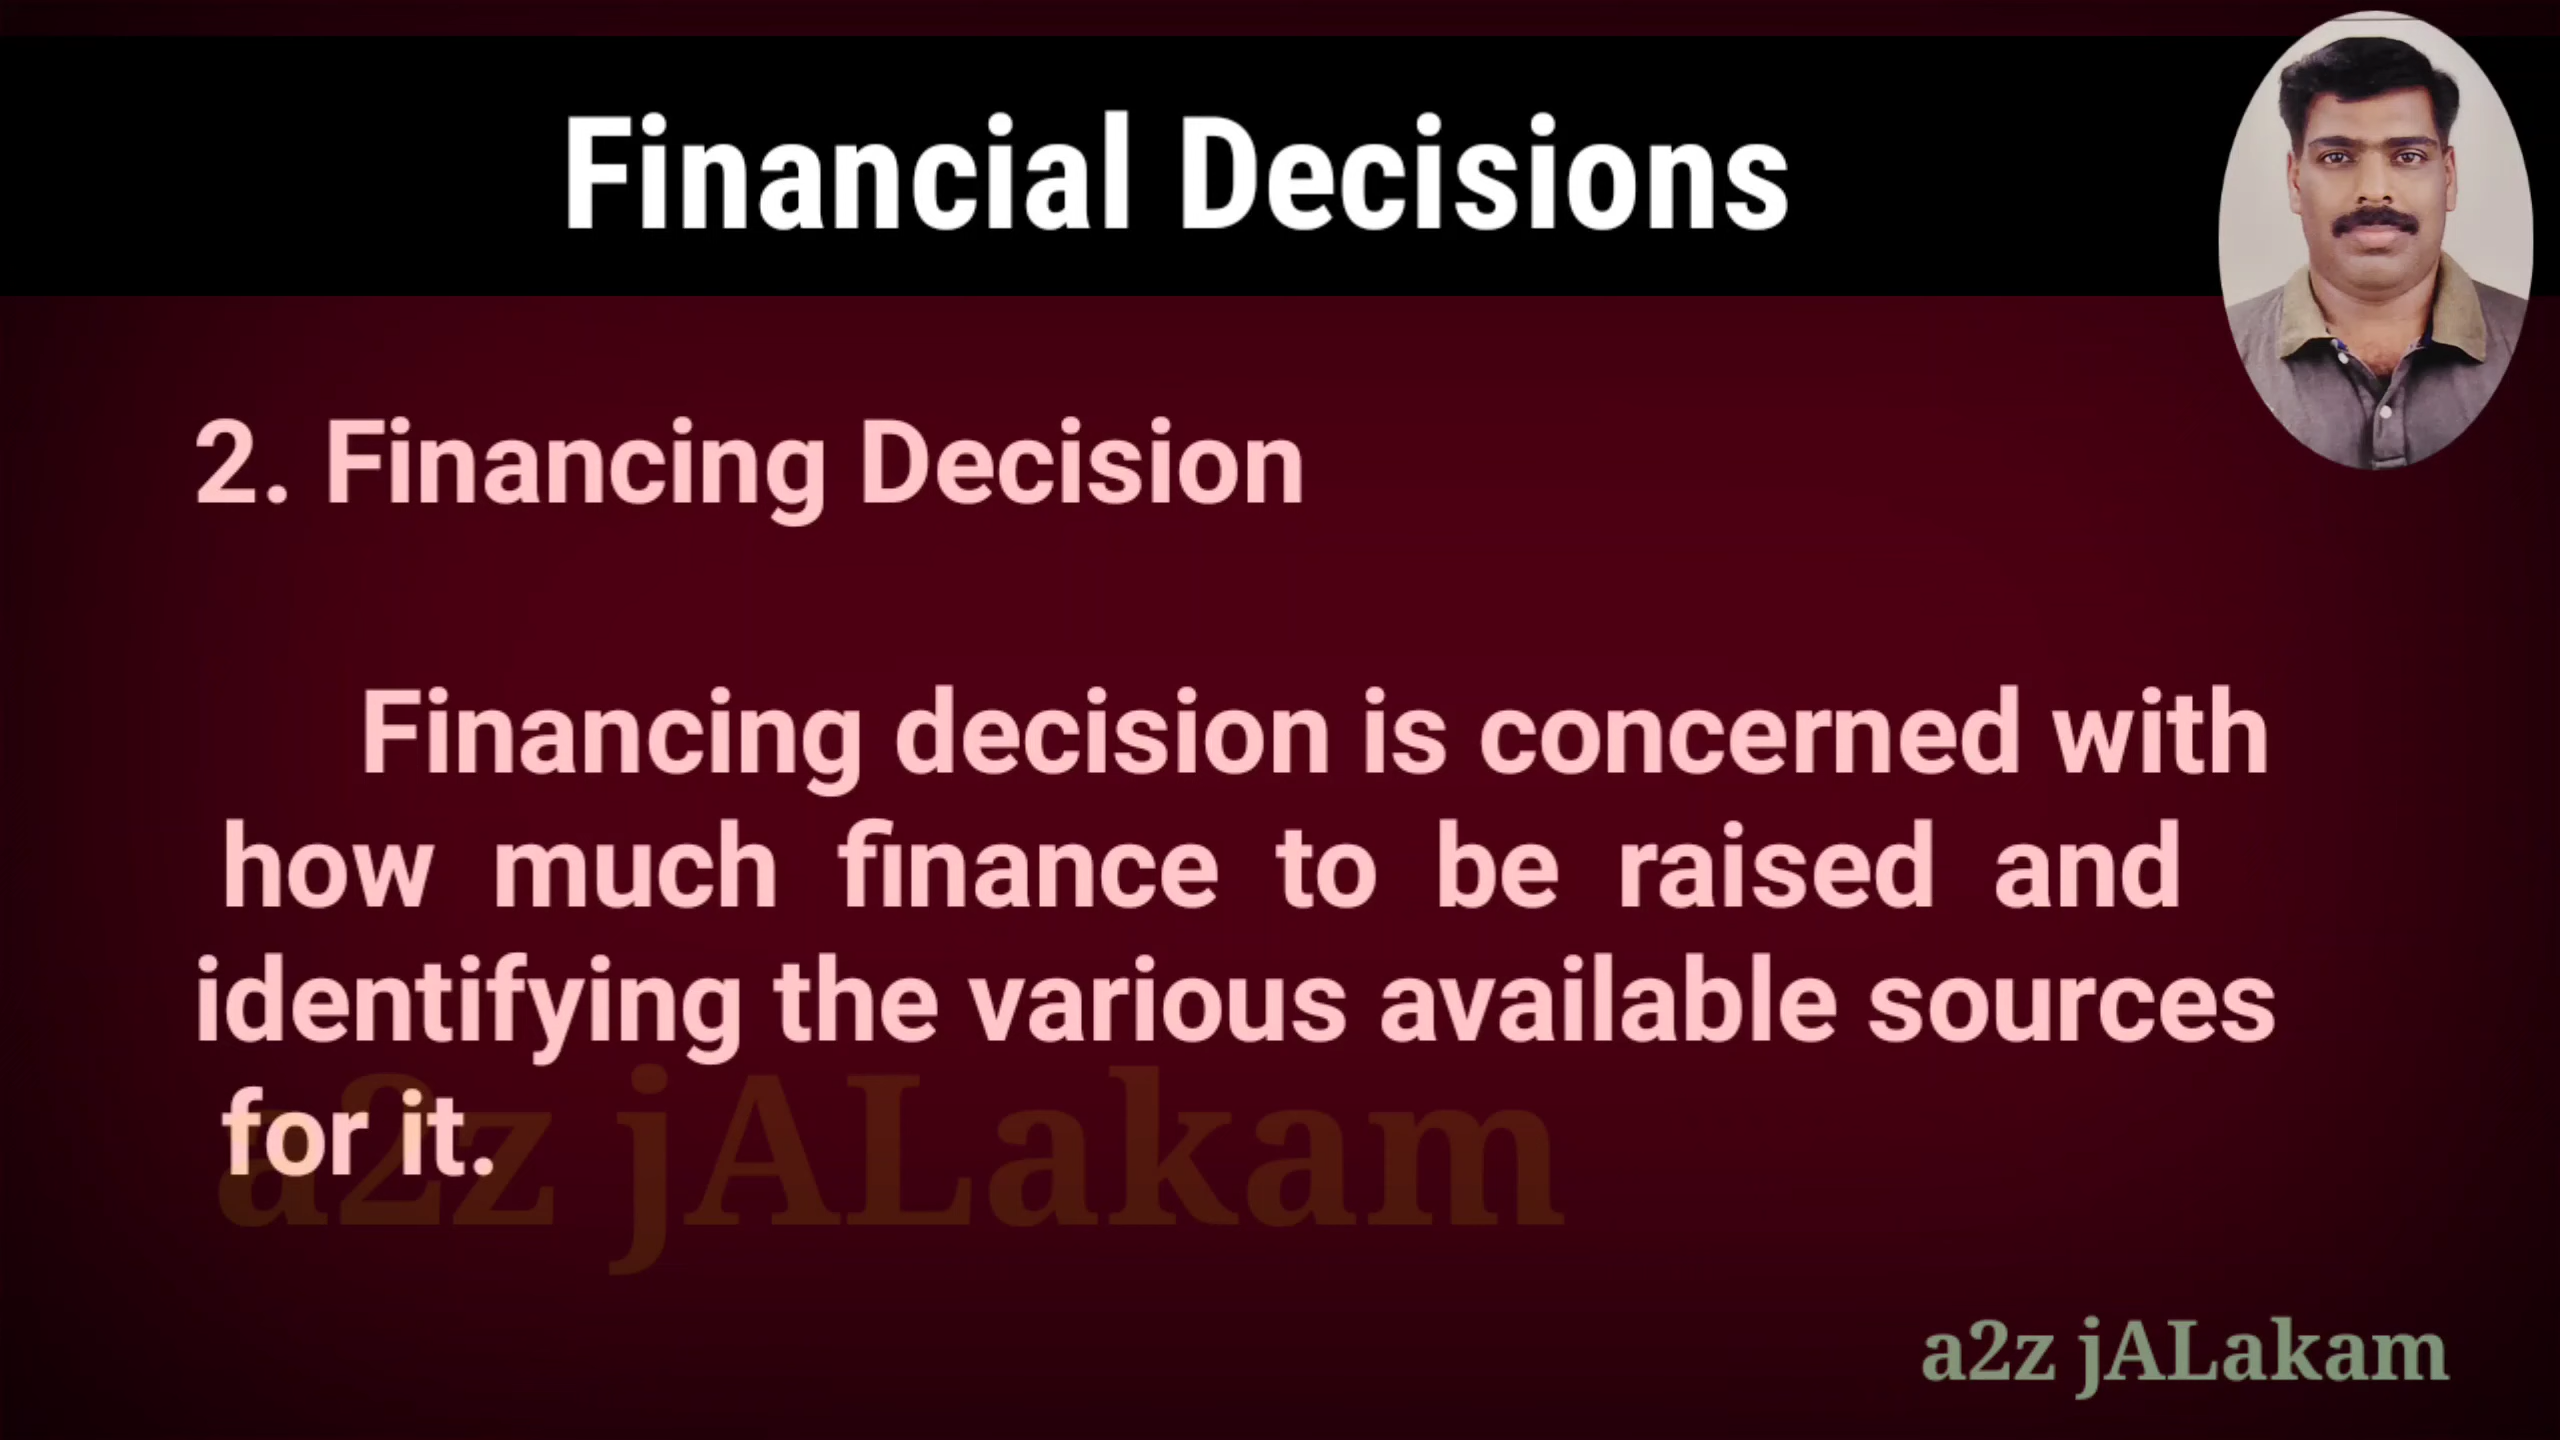 Financial Decisions
2. Financing Decision
Financing decision is concerned with
how much finance to be raised and
identifying the various available sources
for it.
a2z jALakam
a2z jALakam